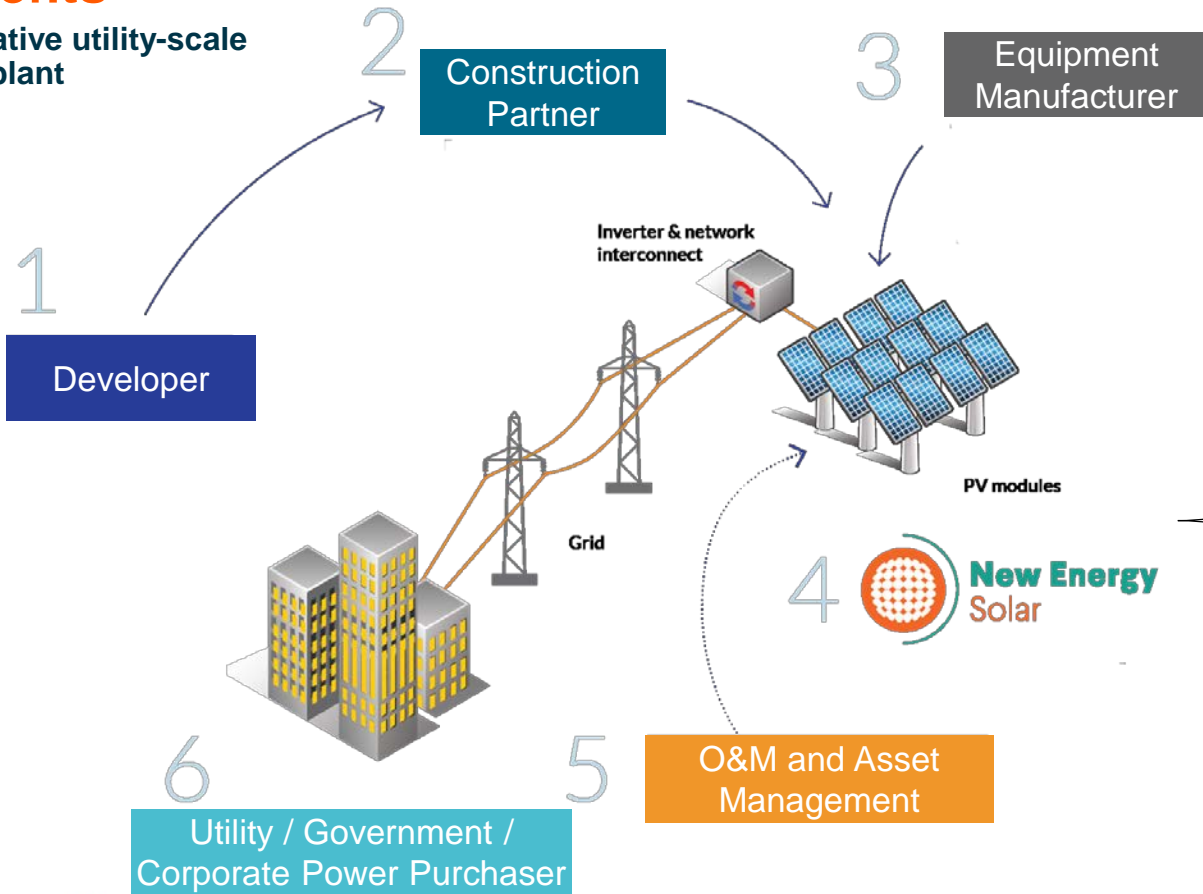 ative utility-scale
plant
2
Construction
Partner
3
Equipment
Manufacturer
1
Developer
Inverter & network
interconnect
PV modules
Grid
4
New Energy
Solar
5
O&M and Asset
Management
6
Utility / Government /
Corporate Power Purchaser